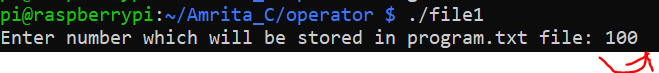 pi@raspberrypi:~/Amrita_C/operator $ ./file1
Enter number which will be stored in program.txt file: 100